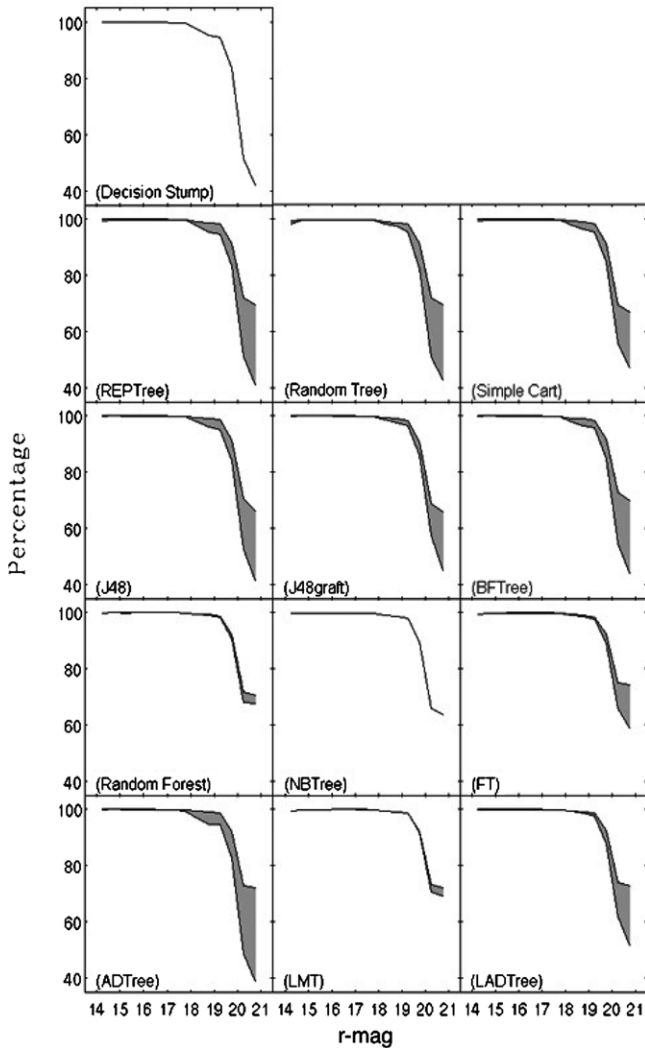 100
80
60
40
(Decision Stump)
100
80
60
40
(REPTree)
(Random Tree)
(Simple Cart)
100
80
60
40
(J48)
(J48graft)
(BFTree)
100
80
60
40
(Random Forest)
(NBTree)
(FT)
100
80
60
40
(ADTree)
(LMT)
(LADTree)
14 15 16 17 18 19 20 21
14 15 16 17 18 19 20 21
14 15 16 17 18 19 20 21
r-mag
Percentage